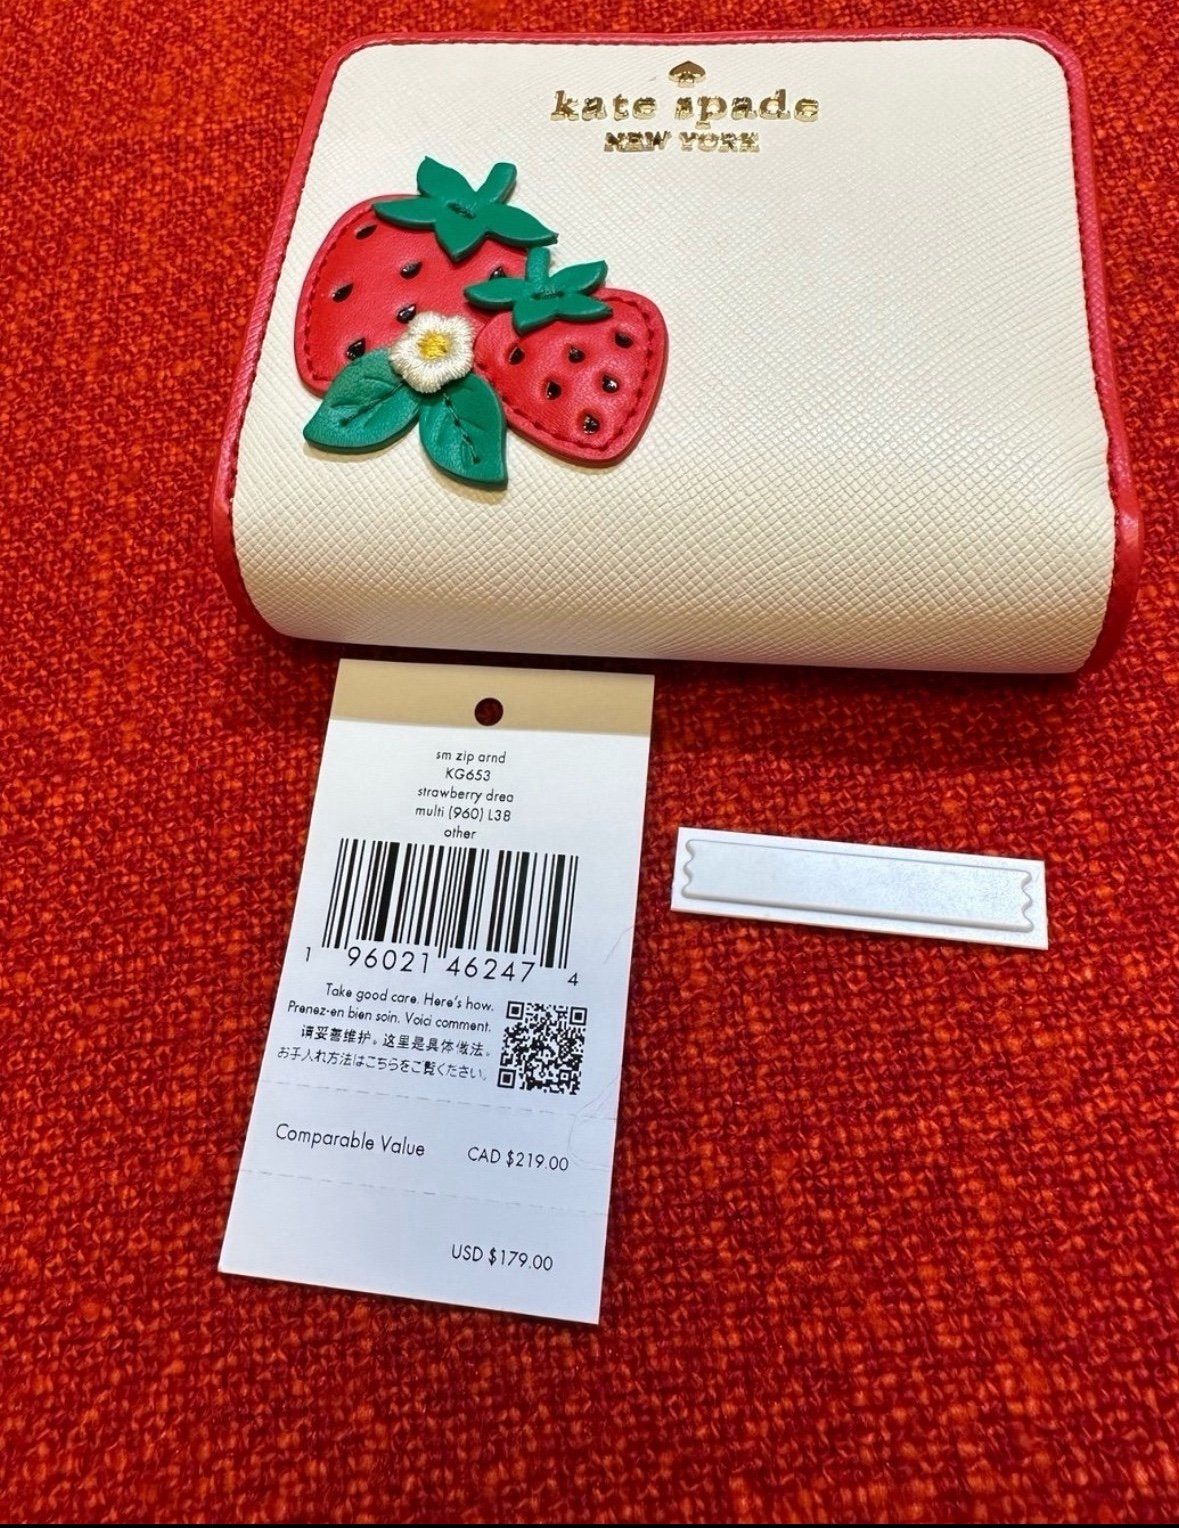 kate spade
NEW YORK
sm zip arnd
KG653
strawberry drea
multi (960) L38
other
1 96021 46247 4
Take good care. Here's how.
Prenez-en bien soin. Voici comment.
请妥善维护。这里是具体做法。
お手入れ方法はこちらをご覧ください。
Comparable Value CAD $219.00
USD $179.00